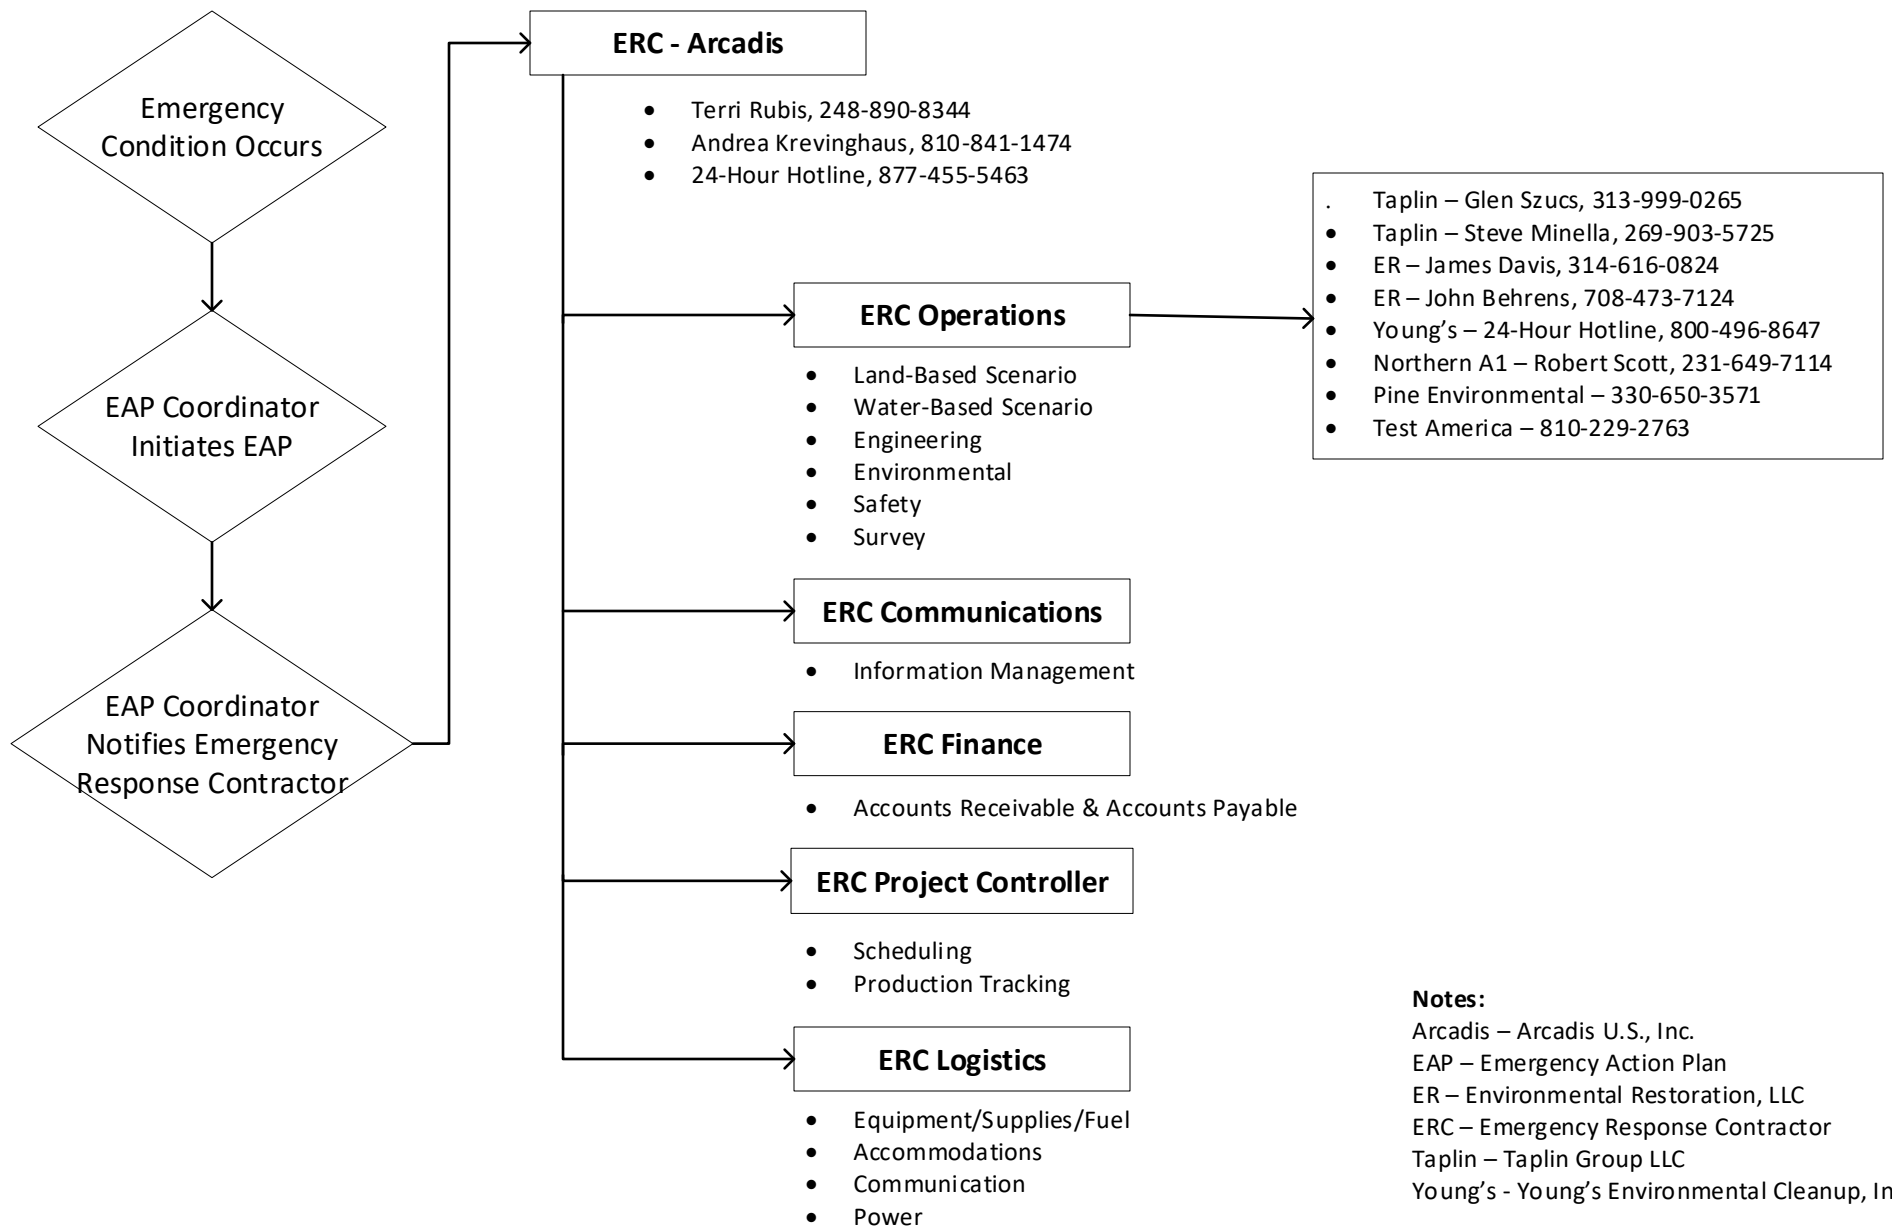 Emergency
Condition Occurs
EAP Coordinator
Initiates EAP
EAP Coordinator
Notifies Emergency
Response Contractor
ERC - Arcadis
• Terri Rubis, 248-890-8344
• Andrea Krevinghaus, 810-841-1474
• 24-Hour Hotline, 877-455-5463
ERC Operations
• Land-Based Scenario
• Water-Based Scenario
• Engineering
• Environmental
• Safety
• Survey
. Taplin – Glen Szucs, 313-999-0265
• Taplin – Steve Minella, 269-903-5725
• ER – James Davis, 314-616-0824
• ER – John Behrens, 708-473-7124
• Young’s – 24-Hour Hotline, 800-496-8647
• Northern A1 – Robert Scott, 231-649-7114
• Pine Environmental – 330-650-3571
• Test America – 810-229-2763
ERC Communications
• Information Management
ERC Finance
• Accounts Receivable & Accounts Payable
ERC Project Controller
• Scheduling
• Production Tracking
ERC Logistics
• Equipment/Supplies/Fuel
• Accommodations
• Communication
• Power
Notes:
Arcadis – Arcadis U.S., Inc.
EAP – Emergency Action Plan
ER – Environmental Restoration, LLC
ERC – Emergency Response Contractor
Taplin – Taplin Group LLC
Young’s - Young’s Environmental Cleanup, In